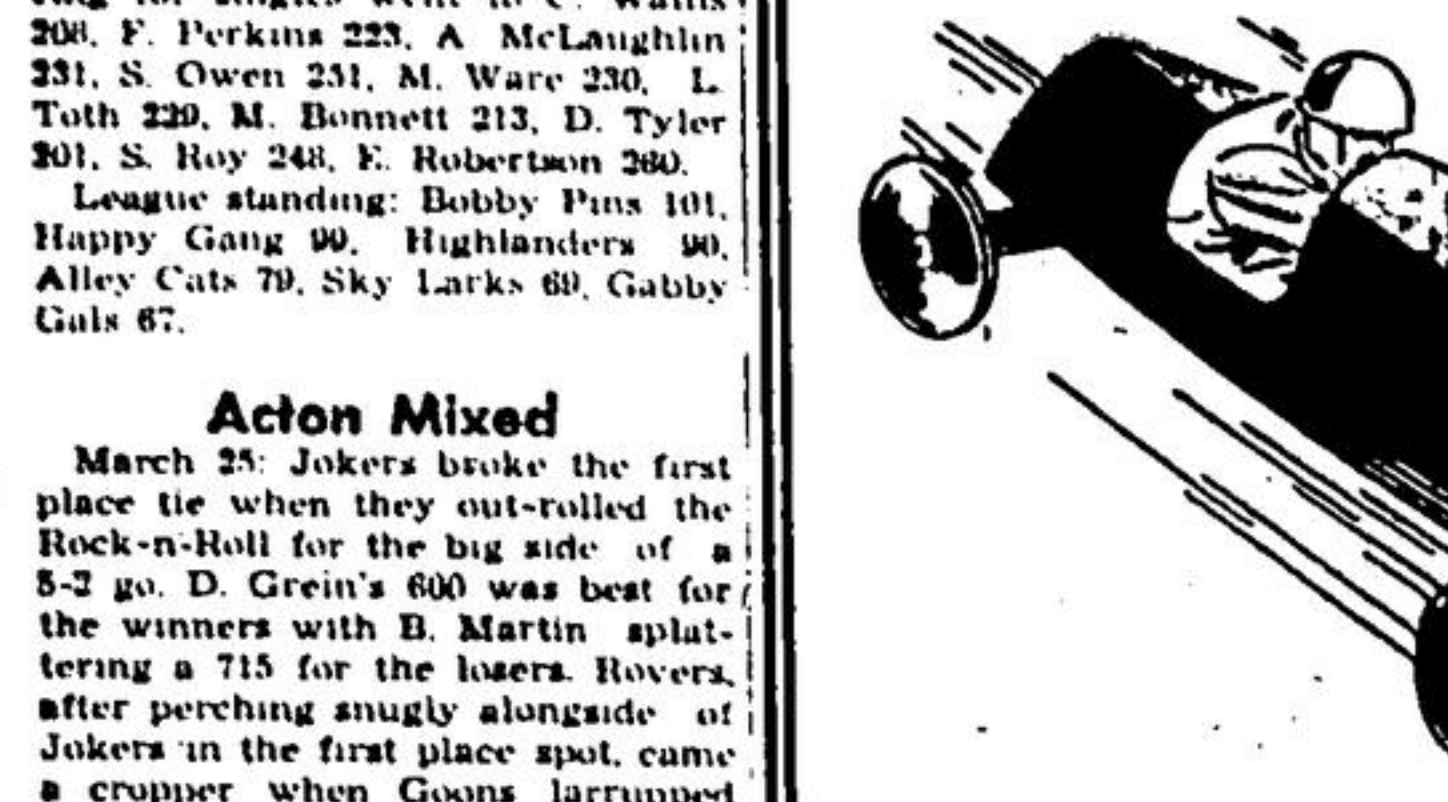 208, F. Perkins 223, A McLaughlin
231, S. Owen 251, M. Ware 230, L.
Toth 220, M. Bonnett 213, D. Tyler
201, S. Roy 248, E. Robertson 260.
League standing: Bobby Pins 101,
Happy Gang 90, Highlanders 90,
Alley Cats 79, Sky Larks 69, Gabby
Gals 67.
Acton Mixed
March 25: Jokers broke the first
place tie when they out-rolled the
Rock-n-Roll for the big side of a
5-2 go. D. Grein's 600 was best for
the winners with B. Martin splat-
tering a 715 for the losers. Rovers,
after perching snugly alongside of
Jokers in the first place spot, came
a cropper when Goons larrupped